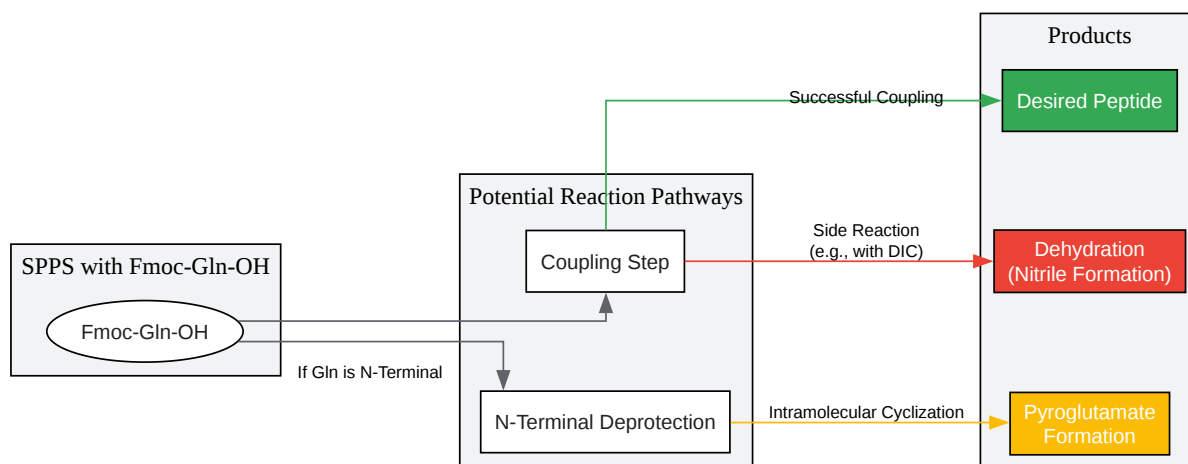 Products
Successful Coupling
Desired Peptide
Potential Reaction Pathways
Side Reaction
(e.g., with DIC)
Coupling Step
Dehydration
(Nitrile Formation)
SPPS with Fmoc-Gln-OH
Fmoc-Gln-OH
If Gln is N-Terminal
N-Terminal Deprotection
Intramolecular Cyclization
Pyroglutamate
Formation